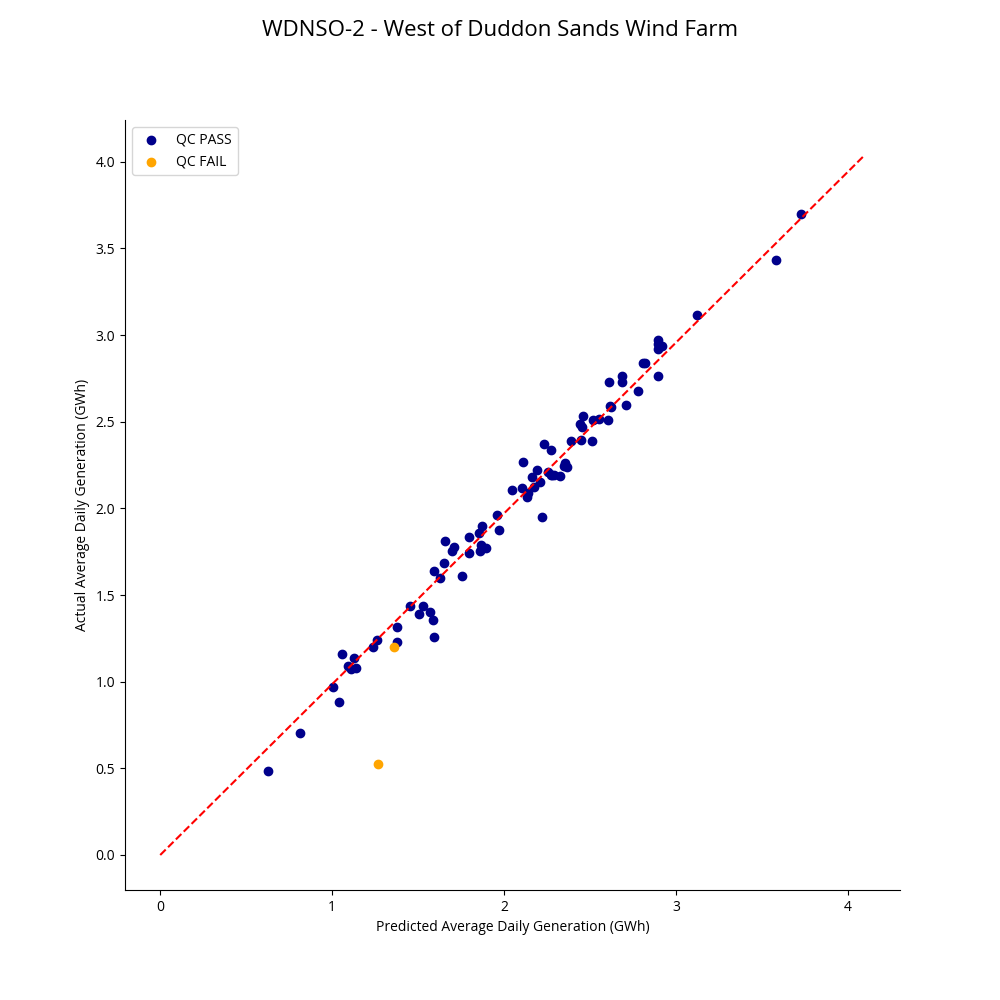 WDNSO-2 - West of Duddon Sands Wind Farm
QC PASS
QC FAIL
4.0
3.5
3.0
2.5
2.0
1.5
1.0
0.5
0.0
Actual Average Daily Generation (GWh)
0
1
2
3
4
Predicted Average Daily Generation (GWh)